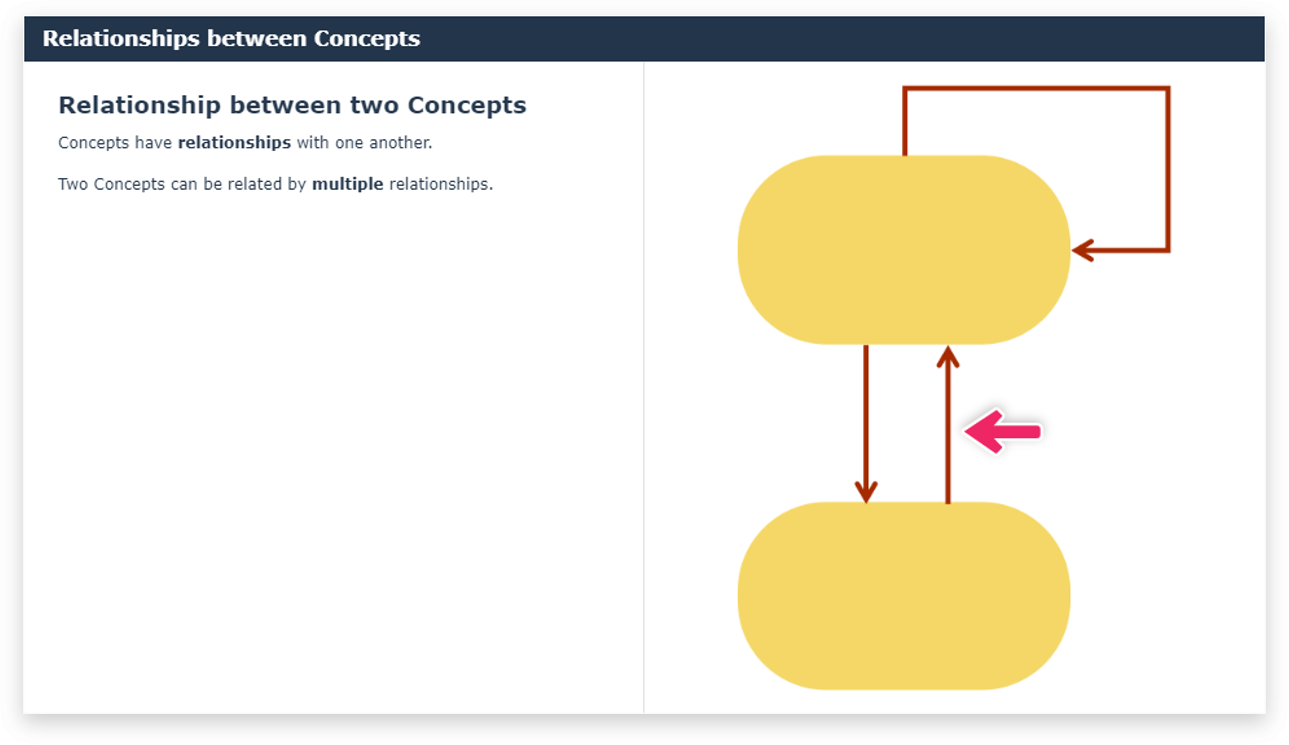 Relationships between Concepts
Relationship between two Concepts
Concepts have relationships with one another.
Two Concepts can be related by multiple relationships.